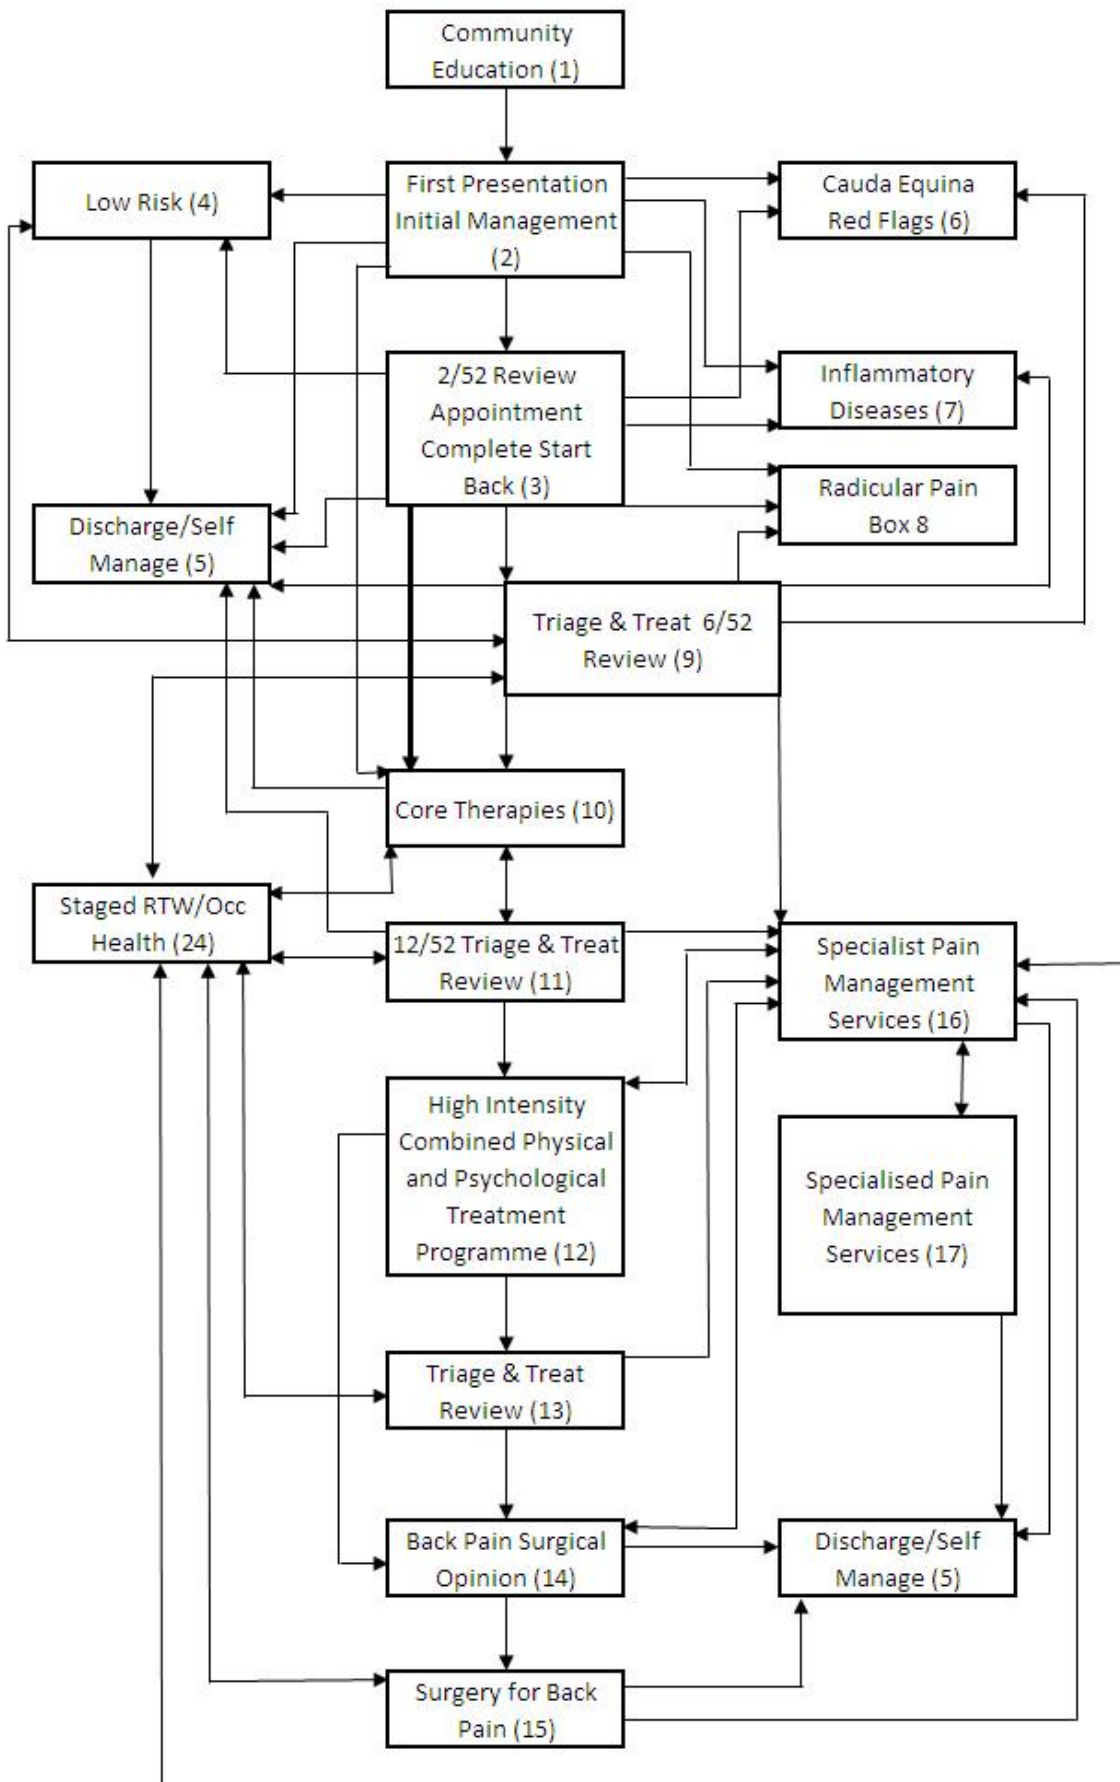 Community
Education (1)
Low Risk (4)
First Presentation
Initial Management
(2)
Cauda Equina
Red Flags (6)
2/52 Review
Appointment
Complete Start
Back (3)
Inflammatory
Diseases (7)
Radicular Pain
Box 8
Discharge/Self
Manage (5)
Triage & Treat 6/52
Review (9)
Core Therapies (10)
Staged RTW/Occ
Health (24)
12/52 Triage & Treat
Review (11)
Specialist Pain
Management
Services (16)
High Intensity
Combined Physical
and Psychological
Treatment
Programme (12)
Specialised Pain
Management
Services (17)
Triage & Treat
Review (13)
Back Pain Surgical
Opinion (14)
Discharge/Self
Manage (5)
Surgery for Back
Pain (15)